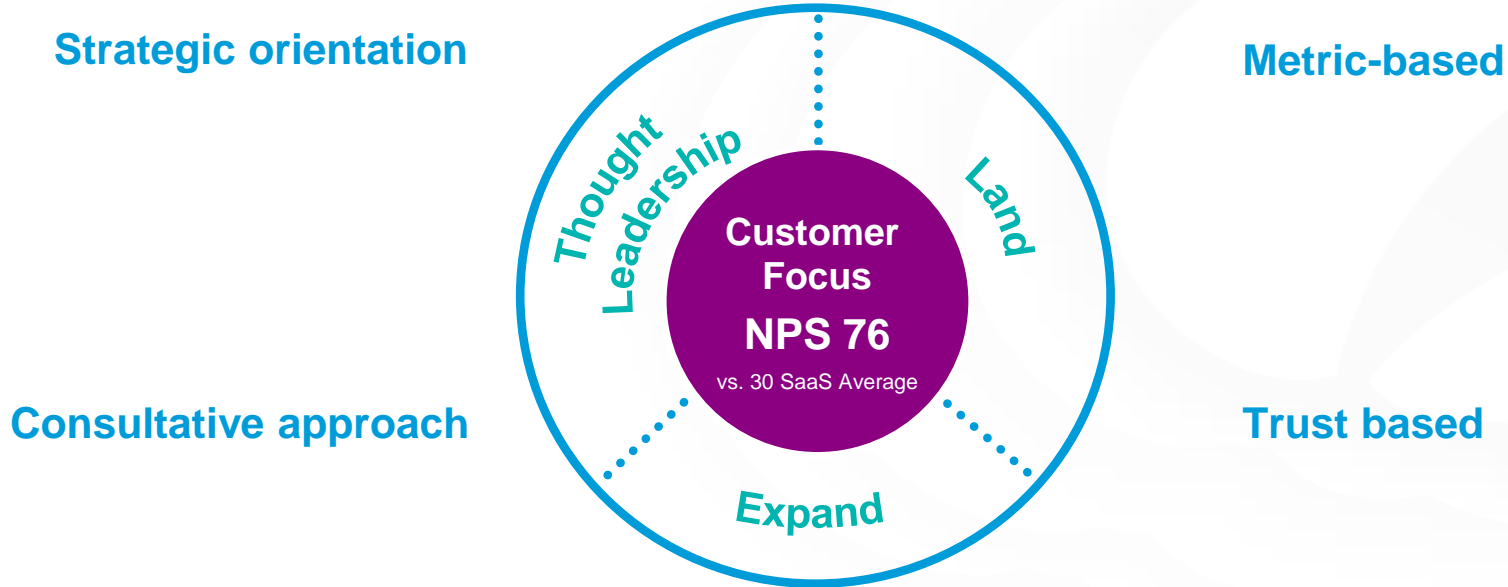 Strategic orientation
Metric-based
Thought
Leadership
Land
Customer
Focus
NPS 76
vs. 30 SaaS Average
Consultative approach
Trust based
Expand